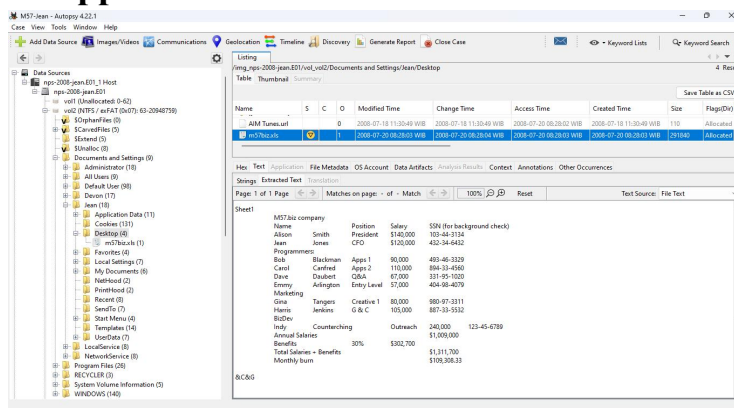 M57-Jean - Autopsy 4.22.1
Case View Tools Window Help
Add Data Source Images/Videos Communications Geolocation Timeline Discovery Generate Report Close Case Keyword Lists Keyword Search
Listing
/img_nps-2008-jean.E01/vol_vol2/Documents and Settings/Jean/Desktop
Table Thumbnail Summary
Save Table as CSV
Name S C O Modified Time Change Time Access Time Created Time Size Flags(Dir)
AIM Tunes.url 0 2008-07-18 11:30:49 WIB 2008-07-18 11:30:49 WIB 2008-07-20 08:28:02 WIB 2008-07-18 11:30:49 WIB 110 Allocated
m57biz.xls 1 2008-07-20 08:28:03 WIB 2008-07-20 08:28:04 WIB 2008-07-20 08:28:03 WIB 2008-07-20 08:28:03 WIB 291840 Allocated
Data Sources
nps-2008-jean.E01_1 Host
nps-2008-jean.E01
vol1 (Unallocated: 0-62)
vol2 (NTFS / exFAT (0x07): 63-20948759)
$OrphanFiles (0)
$CarvedFiles (5)
$Extend (5)
$Unalloc (8)
Documents and Settings (9)
Administrator (18)
All Users (9)
Default User (98)
Devon (17)
Jean (18)
Application Data (11)
Cookies (131)
Desktop (4)
m57biz.xls (1)
Favorites (4)
Local Settings (7)
My Documents (6)
NetHood (2)
PrintHood (2)
Recent (8)
SendTo (7)
Start Menu (4)
Templates (14)
UserData (7)
LocalService (8)
NetworkService (8)
Program Files (26)
RECYCLER (3)
System Volume Information (5)
WINDOWS (140)
Hex Text Application File Metadata OS Account Data Artifacts Analysis Results Context Annotations Other Occurrences
Strings Extracted Text Translation
Page: 1 of 1 Page Matches on page: - of - Match 100% Reset Text Source: File Text
Sheet1
M57.biz company
Name Position Salary SSN (for background check)
Alison Smith President $140,000 103-44-3134
Jean Jones CFO $120,000 432-34-6432
Programmers:
Bob Blackman Apps 1 90,000 493-46-3329
Carol Canfred Apps 2 110,000 894-33-4560
Dave Daubert Q&A 67,000 331-95-1020
Emmy Arlington Entry Level 57,000 404-98-4079
Marketing
Gina Tangers Creative 1 80,000 980-97-3311
Harris Jenkins G & C 105,000 887-33-5532
BizDev
Indy Counterching Outreach 240,000 123-45-6789
Annual Salaries $1,009,000
Benefits 30% $302,700
Total Salaries + Benefits $1,311,700
Monthly burn $109,308.33
&C&G